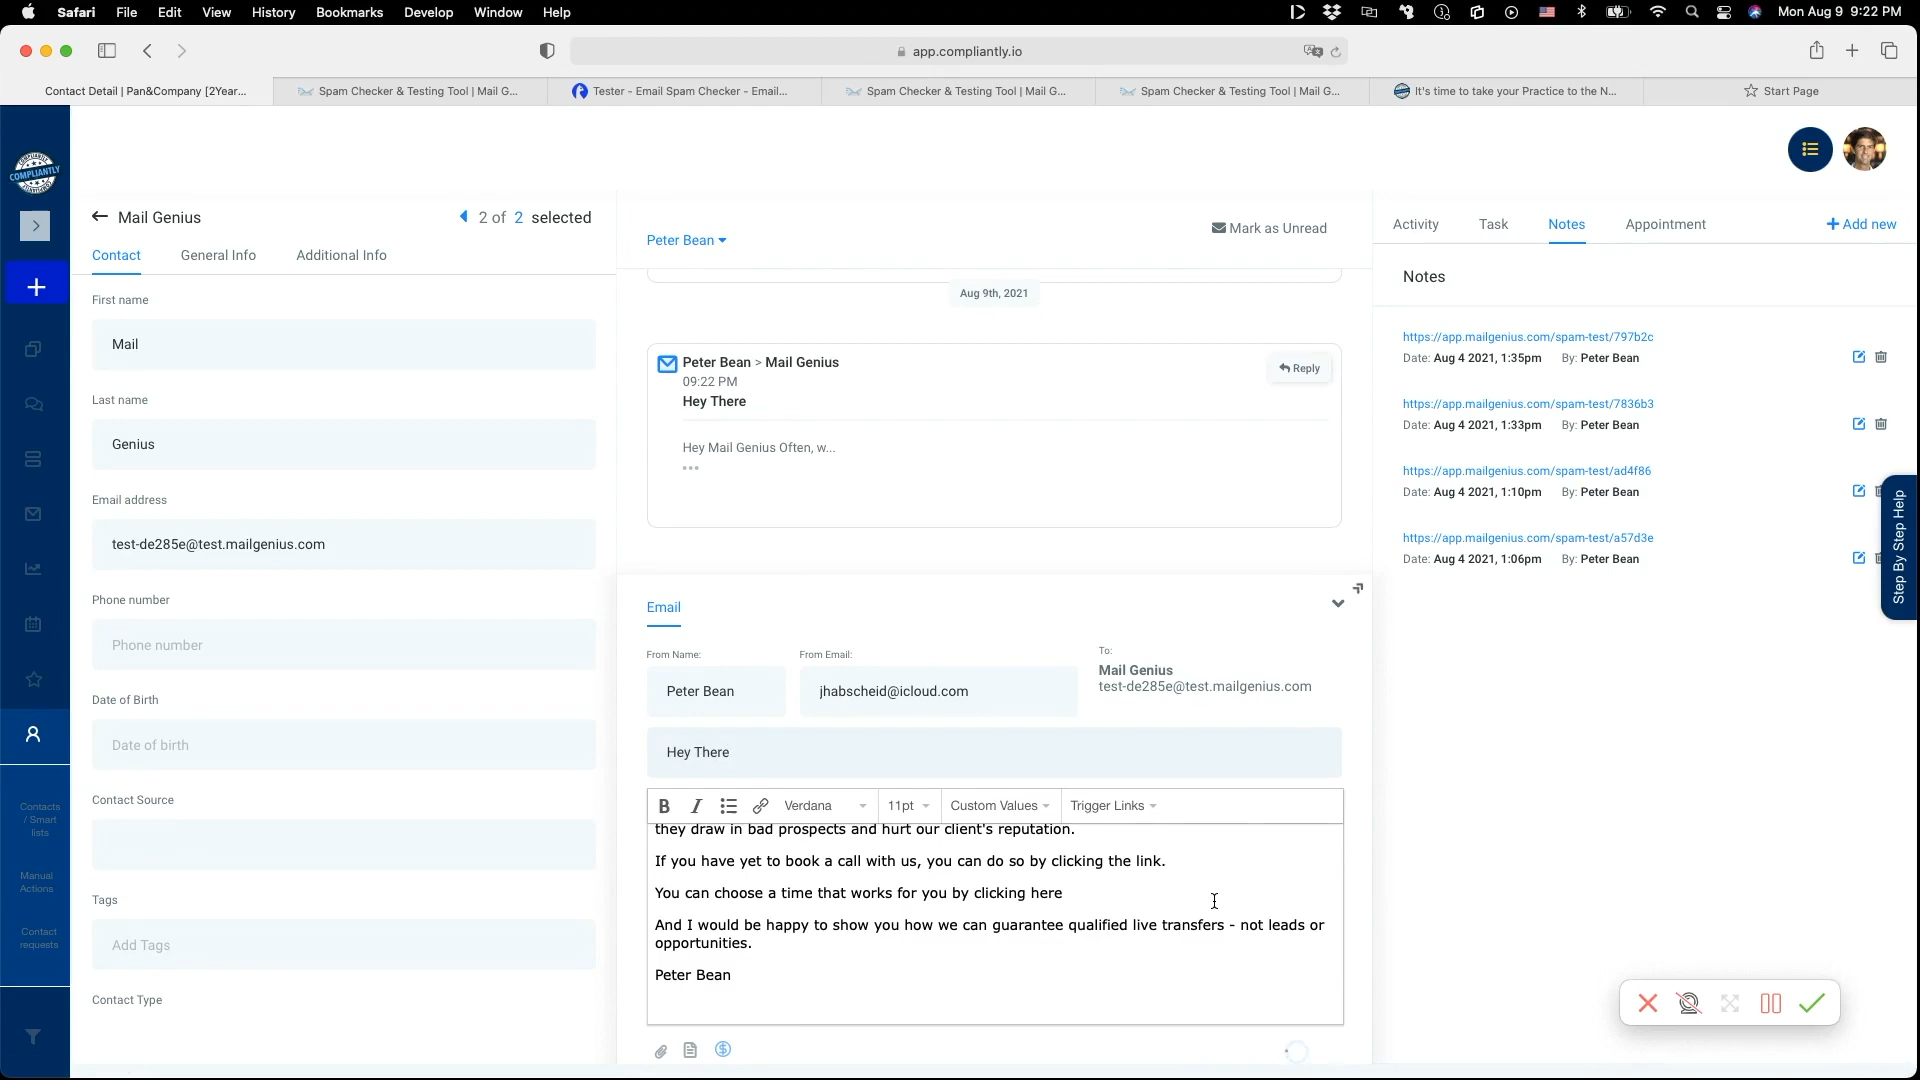 Safari File Edit View History Bookmarks Develop Window Help
Mon Aug 9 9:22 PM
app.compliantly.io
Contact Detail | Pan&Company [2Year...
Spam Checker & Testing Tool | Mail G...
Tester - Email Spam Checker - Email...
Spam Checker & Testing Tool | Mail G...
Spam Checker & Testing Tool | Mail G...
It's time to take your Practice to the N...
Start Page
COMPLIANTLY
Contacts
/ Smart
lists
Manual
Actions
Contact
requests
Mail Genius
2 of 2 selected
Contact General Info Additional Info
First name
Mail
Last name
Genius
Email address
test-de285e@test.mailgenius.com
Phone number
Phone number
Date of Birth
Date of birth
Contact Source
Tags
Add Tags
Contact Type
Peter Bean
Mark as Unread
Aug 9th, 2021
Peter Bean > Mail Genius
Reply
09:22 PM
Hey There
Hey Mail Genius Often, w...
Email
From Name:
Peter Bean
From Email:
jhabscheid@icloud.com
To:
Mail Genius
test-de285e@test.mailgenius.com
Hey There
B I Verdana 11pt Custom Values Trigger Links
they draw in bad prospects and hurt our client's reputation.
If you have yet to book a call with us, you can do so by clicking the link.
You can choose a time that works for you by clicking here
And I would be happy to show you how we can guarantee qualified live transfers - not leads or
opportunities.
Peter Bean
Activity Task Notes Appointment
Add new
Notes
https://app.mailgenius.com/spam-test/797b2c
Date: Aug 4 2021, 1:35pm By: Peter Bean
https://app.mailgenius.com/spam-test/7836b3
Date: Aug 4 2021, 1:33pm By: Peter Bean
https://app.mailgenius.com/spam-test/ad4f86
Date: Aug 4 2021, 1:10pm By: Peter Bean
https://app.mailgenius.com/spam-test/a57d3e
Date: Aug 4 2021, 1:06pm By: Peter Bean
Step By Step Help